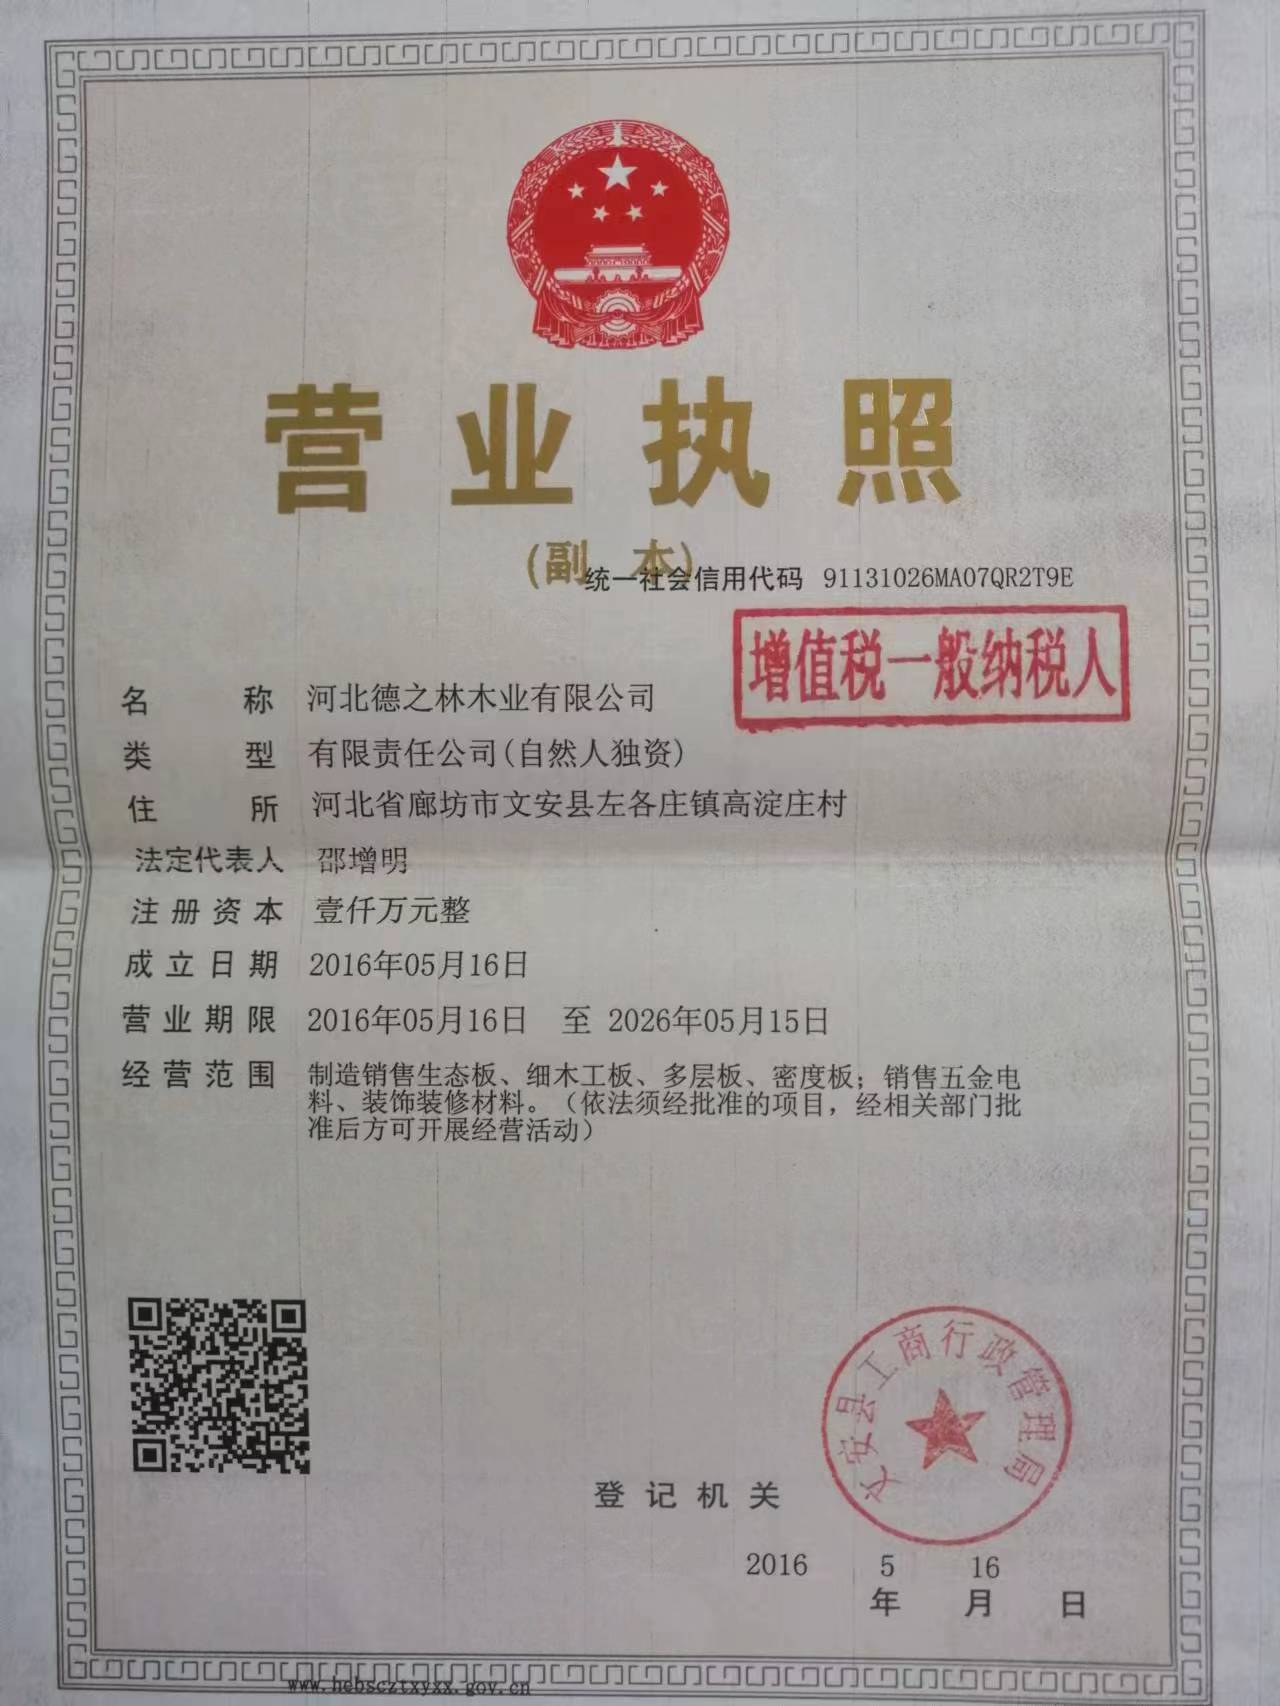 营业执照
(副 本)
统一社会信用代码 91131026MA07QR2T9E
增值税一般纳税人
名 称 河北德之林木业有限公司
类 型 有限责任公司(自然人独资)
住 所 河北省廊坊市文安县左各庄镇高淀庄村
法定代表人 邵增明
注册资本 壹仟万元整
成立日期 2016年05月16日
营业期限 2016年05月16日 至 2026年05月15日
经营范围 制造销售生态板、细木工板、多层板、密度板；销售五金电
料、装饰装修材料。（依法须经批准的项目，经相关部门批
准后方可开展经营活动）
文安县工商行政管理局
登记机关
2016 5 16
年 月 日
www.hebscztxyxx.gov.cn